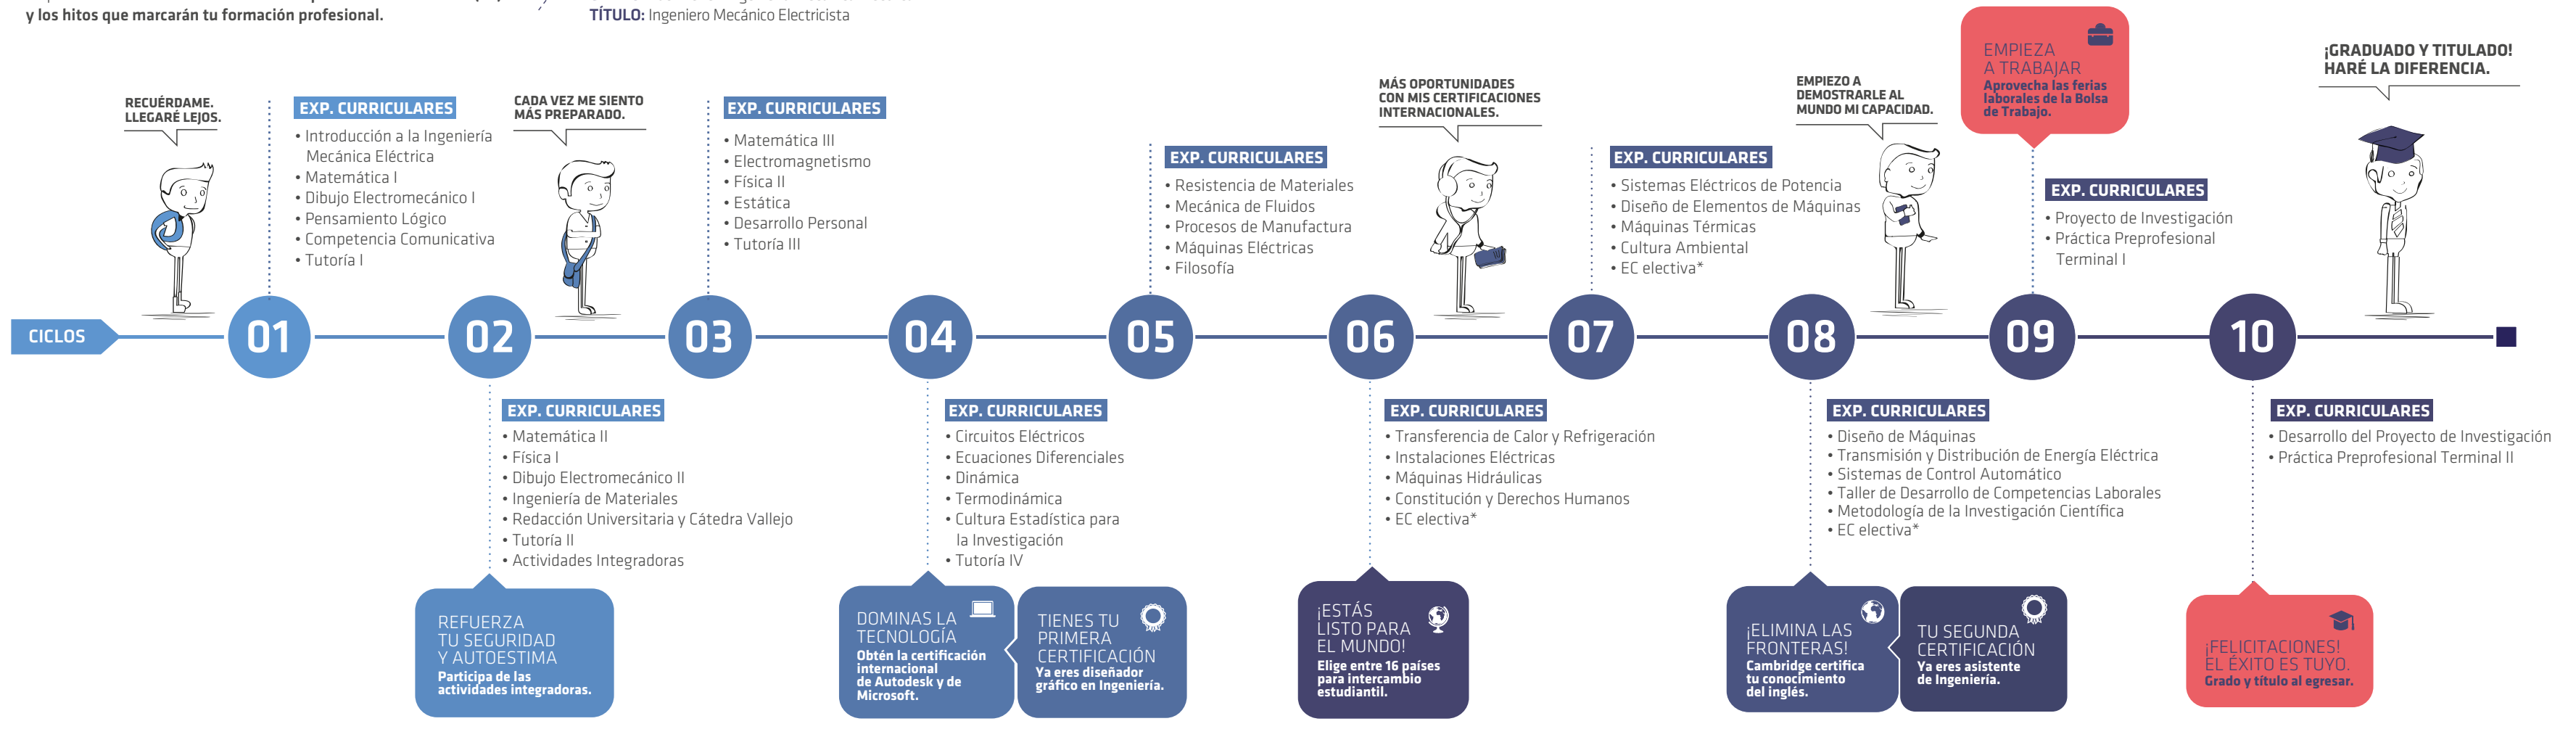 y los hitos que marcarán tu formación profesional.
TÍTULO: Ingeniero Mecánico Electricista
RECUÉRDAME.
LLEGARÉ LEJOS.
EXP. CURRICULARES
• Introducción a la Ingeniería
Mecánica Eléctrica
• Matemática I
• Dibujo Electromecánico I
• Pensamiento Lógico
• Competencia Comunicativa
• Tutoría I
CADA VEZ ME SIENTO
MÁS PREPARADO.
EXP. CURRICULARES
• Matemática III
• Electromagnetismo
• Física II
• Estática
• Desarrollo Personal
• Tutoría III
EXP. CURRICULARES
• Resistencia de Materiales
• Mecánica de Fluidos
• Procesos de Manufactura
• Máquinas Eléctricas
• Filosofía
MÁS OPORTUNIDADES
CON MIS CERTIFICACIONES
INTERNACIONALES.
EXP. CURRICULARES
• Sistemas Eléctricos de Potencia
• Diseño de Elementos de Máquinas
• Máquinas Térmicas
• Cultura Ambiental
• EC electiva*
EMPIEZO A
DEMOSTRARLE AL
MUNDO MI CAPACIDAD.
EMPIEZA
A TRABAJAR
Aprovecha las ferias
laborales de la Bolsa
de Trabajo.
EXP. CURRICULARES
• Proyecto de Investigación
• Práctica Preprofesional
Terminal I
¡GRADUADO Y TITULADO!
HARÉ LA DIFERENCIA.
CICLOS
01
02
03
04
05
06
07
08
09
10
EXP. CURRICULARES
• Matemática II
• Física I
• Dibujo Electromecánico II
• Ingeniería de Materiales
• Redacción Universitaria y Cátedra Vallejo
• Tutoría II
• Actividades Integradoras
REFUERZA
TU SEGURIDAD
Y AUTOESTIMA
Participa de las
actividades integradoras.
EXP. CURRICULARES
• Circuitos Eléctricos
• Ecuaciones Diferenciales
• Dinámica
• Termodinámica
• Cultura Estadística para
la Investigación
• Tutoría IV
DOMINAS LA
TECNOLOGÍA
Obtén la certificación
internacional
de Autodesk y de
Microsoft.
TIENES TU
PRIMERA
CERTIFICACIÓN
Ya eres diseñador
gráfico en Ingeniería.
EXP. CURRICULARES
• Transferencia de Calor y Refrigeración
• Instalaciones Eléctricas
• Máquinas Hidráulicas
• Constitución y Derechos Humanos
• EC electiva*
¡ESTÁS
LISTO PARA
EL MUNDO!
Elige entre 16 países
para intercambio
estudiantil.
EXP. CURRICULARES
• Diseño de Máquinas
• Transmisión y Distribución de Energía Eléctrica
• Sistemas de Control Automático
• Taller de Desarrollo de Competencias Laborales
• Metodología de la Investigación Científica
• EC electiva*
¡ELIMINA LAS
FRONTERAS!
Cambridge certifica
tu conocimiento
del inglés.
TU SEGUNDA
CERTIFICACIÓN
Ya eres asistente
de Ingeniería.
EXP. CURRICULARES
• Desarrollo del Proyecto de Investigación
• Práctica Preprofesional Terminal II
¡FELICITACIONES!
EL ÉXITO ES TUYO.
Grado y título al egresar.